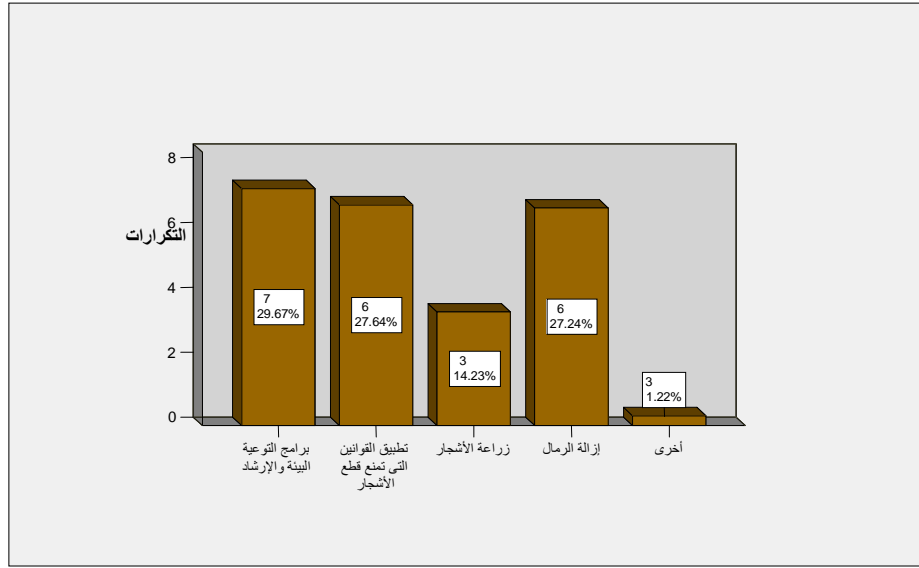 8
6
التكرارات
4
2
0
7
29.67%
6
27.64%
3
14.23%
6
27.24%
3
1.22%
برامج التوعية
البيئة والإرشاد
تطبيق القوانين
التى تمنع قطع
الأشجار
زراعة الأشجار
إزالة الرمال
أخرى